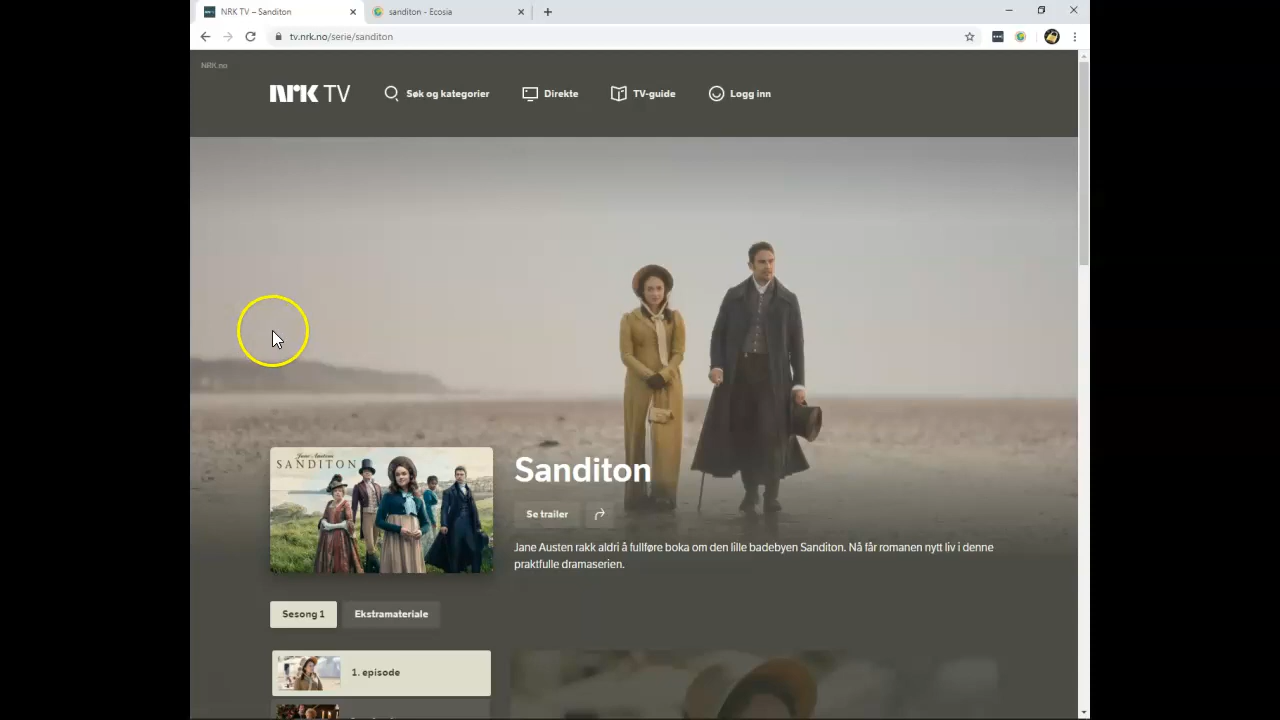 NRK TV – Sanditon
sanditon - Ecosia
tv.nrk.no/serie/sanditon
NRK.no
NRK TV
Søk og kategorier
Direkte
TV-guide
Logg inn
Jane Austen's
SANDITON
Sanditon
Se trailer
Jane Austen rakk aldri å fullføre boka om den lille badebyen Sanditon. Nå får romanen nytt liv i denne
praktfulle dramaserien.
Sesong 1
Ekstramateriale
1. episode